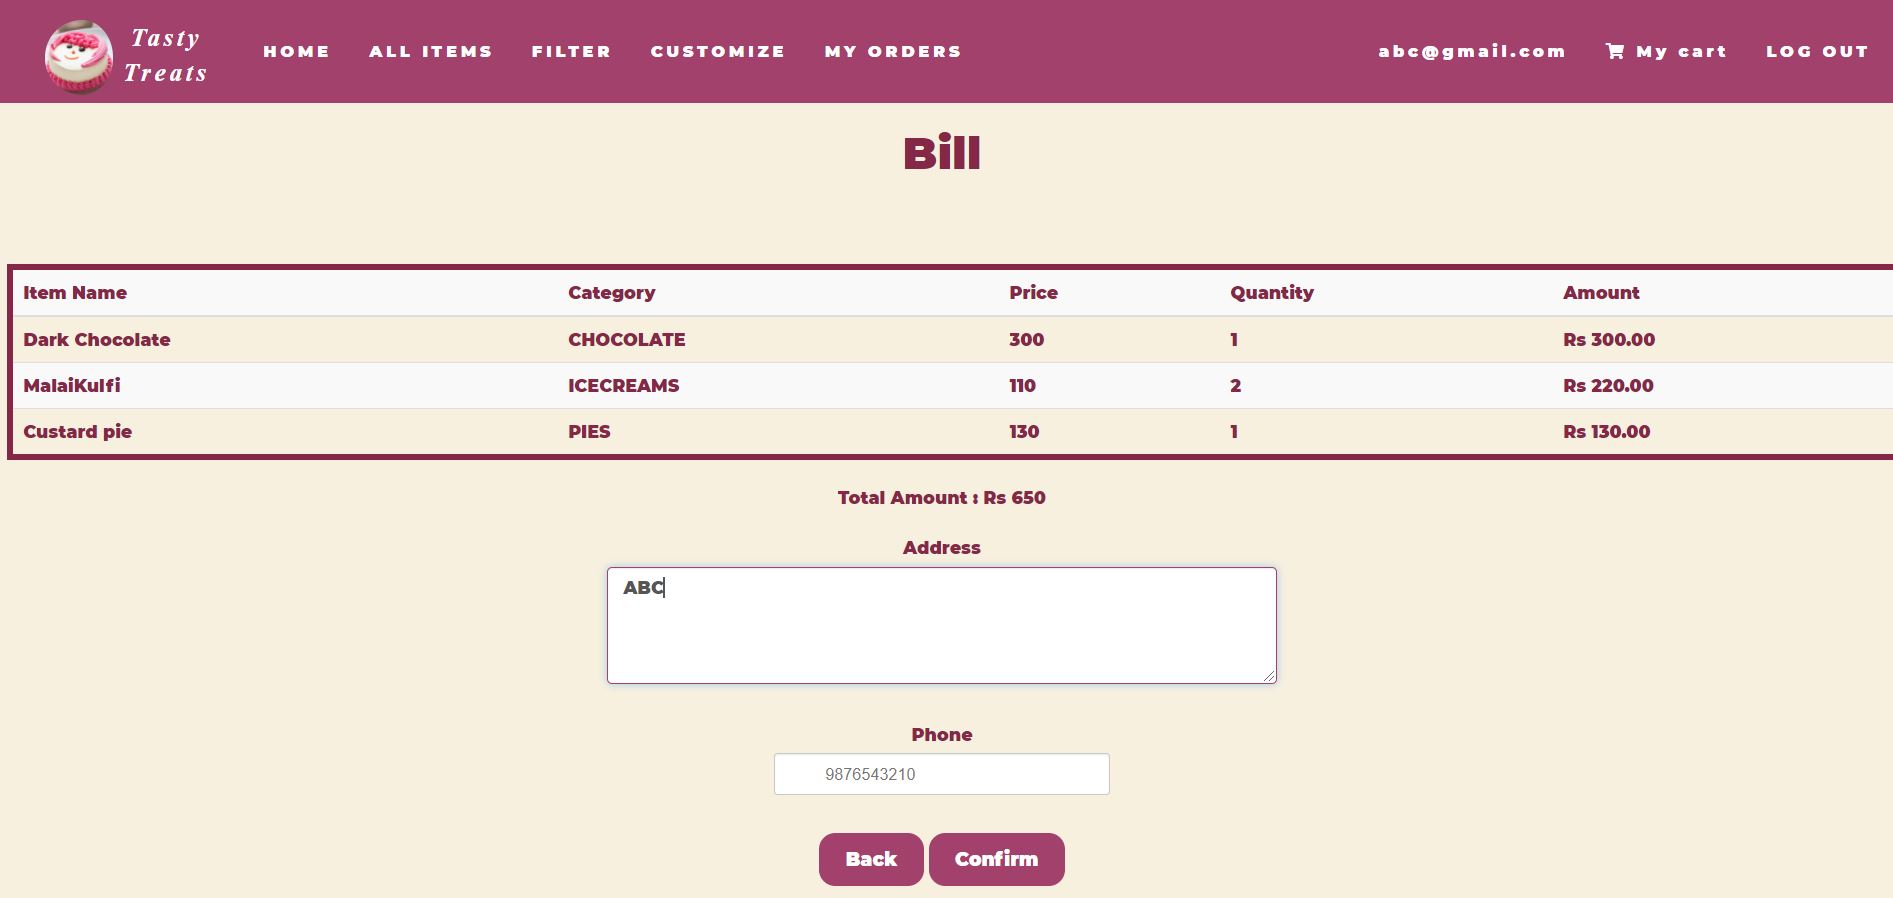 Tasty
Treats
HOME ALL ITEMS FILTER CUSTOMIZE MY ORDERS abc@gmail.com My cart LOG OUT
Bill
Item Name Category Price Quantity Amount
Dark Chocolate CHOCOLATE 300 1 Rs 300.00
MalaiKulfi ICECREAMS 110 2 Rs 220.00
Custard pie PIES 130 1 Rs 130.00
Total Amount : Rs 650
Address
ABC
Phone
9876543210
Back Confirm